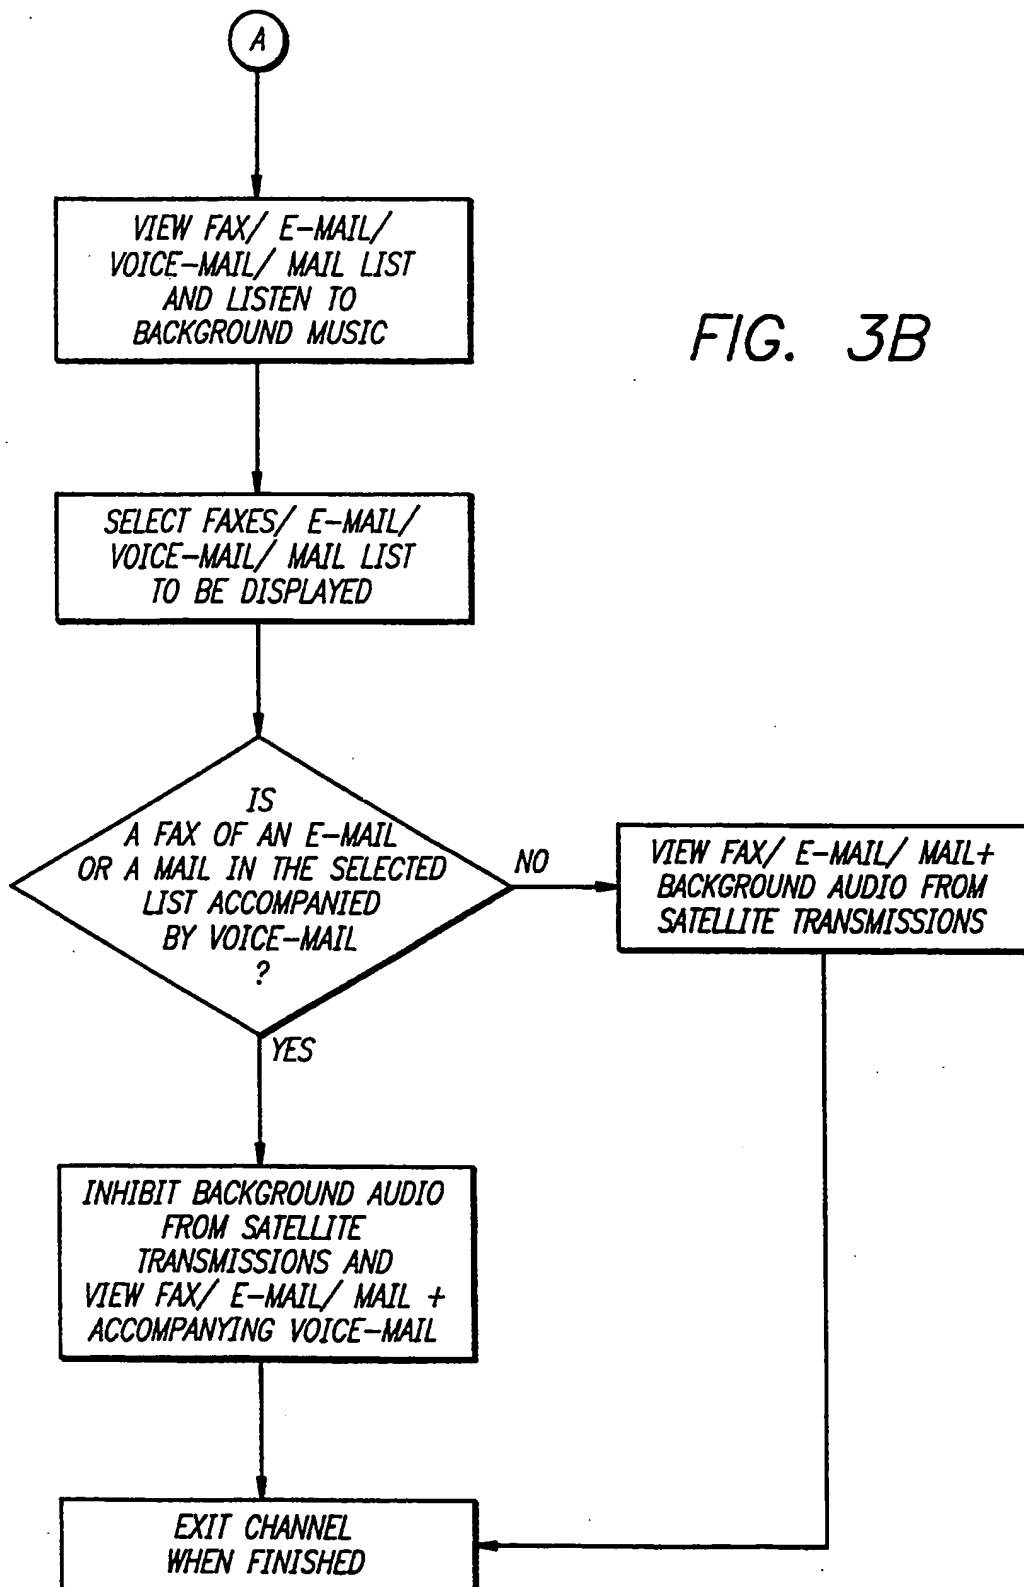 A
VIEW FAX/ E-MAIL/
VOICE-MAIL/ MAIL LIST
AND LISTEN TO
BACKGROUND MUSIC
FIG. 3B
SELECT FAXES/ E-MAIL/
VOICE-MAIL/ MAIL LIST
TO BE DISPLAYED
IS
A FAX OF AN E-MAIL
OR A MAIL IN THE SELECTED
LIST ACCOMPANIED
BY VOICE-MAIL
?
NO
VIEW FAX/ E-MAIL/ MAIL+
BACKGROUND AUDIO FROM
SATELLITE TRANSMISSIONS
YES
INHIBIT BACKGROUND AUDIO
FROM SATELLITE
TRANSMISSIONS AND
VIEW FAX/ E-MAIL/ MAIL +
ACCOMPANYING VOICE-MAIL
EXIT CHANNEL
WHEN FINISHED